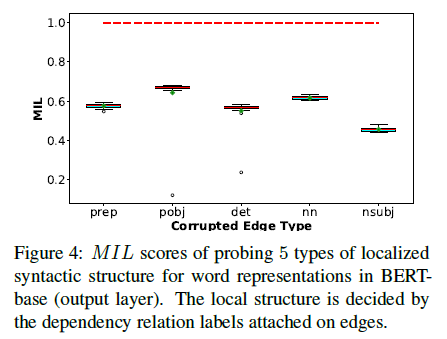 1.0
0.8
0.6
0.4
0.2
MIL
prep pobj det nn nsubj
Corrupted Edge Type
Figure 4: MIL scores of probing 5 types of localized
syntactic structure for word representations in BERT-
base (output layer). The local structure is decided by
the dependency relation labels attached on edges.